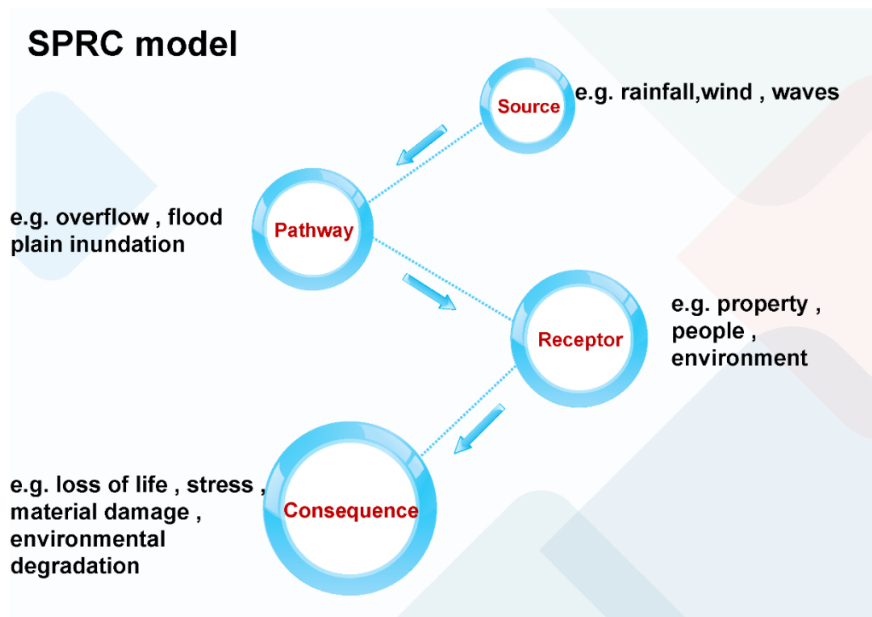 SPRC model
Source
e.g. rainfall,wind , waves
Pathway
e.g. overflow , flood
plain inundation
Receptor
e.g. property ,
people ,
environment
Consequence
e.g. loss of life , stress ,
material damage ,
environmental
degradation